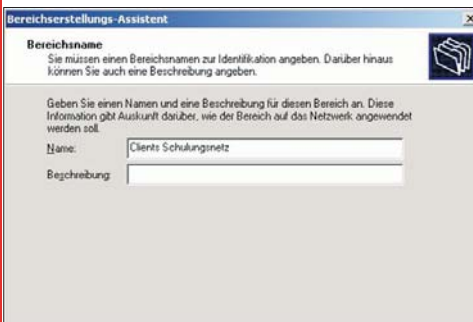 Bereichserstellungs-Assistent
Bereichsname
Sie müssen einen Bereichsnamen zur Identifikation angeben. Darüber hinaus
können Sie auch eine Beschreibung angeben.
Geben Sie einen Namen und eine Beschreibung für diesen Bereich an. Diese
Information gibt Auskunft darüber, wie der Bereich auf das Netzwerk angewendet
werden soll.
Name: Clients Schulungsnetz
Beschreibung: